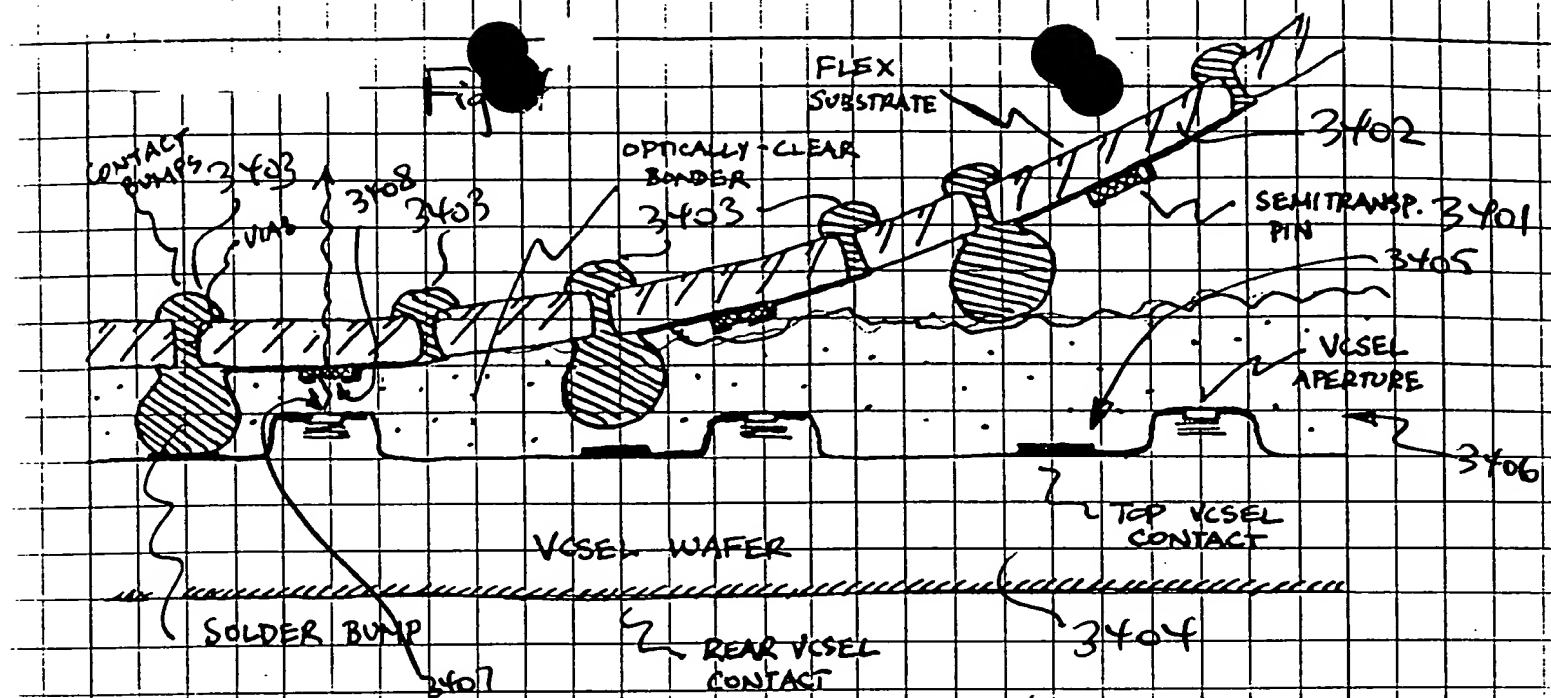 Fig
FLEX
SUBSTRATE
3402
CONTACT
BUMPS
3403
VIAS
3408
3403
OPTICALLY-CLEAR
BONDER
3403
SEMITRANSP.
PIN
3401
3405
VCSEL
APERTURE
3406
TOP VCSEL
CONTACT
VCSEL WAFER
SOLDER BUMP
REAR VCSEL
CONTACT
3404
3407